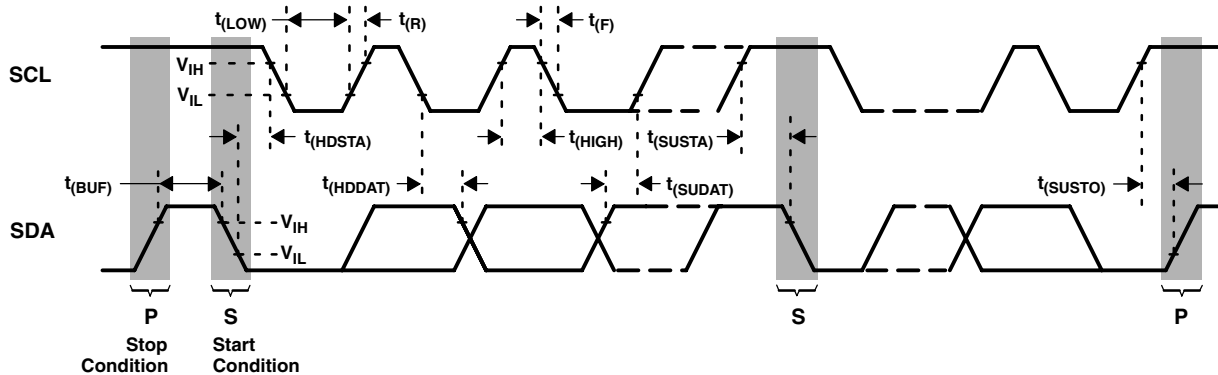 t(LOW)
t(R)
t(F)
SCL
VIH
VIL
t(HDSTA)
t(HIGH)
t(SUSTA)
t(BUF)
t(HDDAT)
t(SUDAT)
t(SUSTO)
SDA
VIH
VIL
P
S
S
P
Stop
Condition
Start
Condition